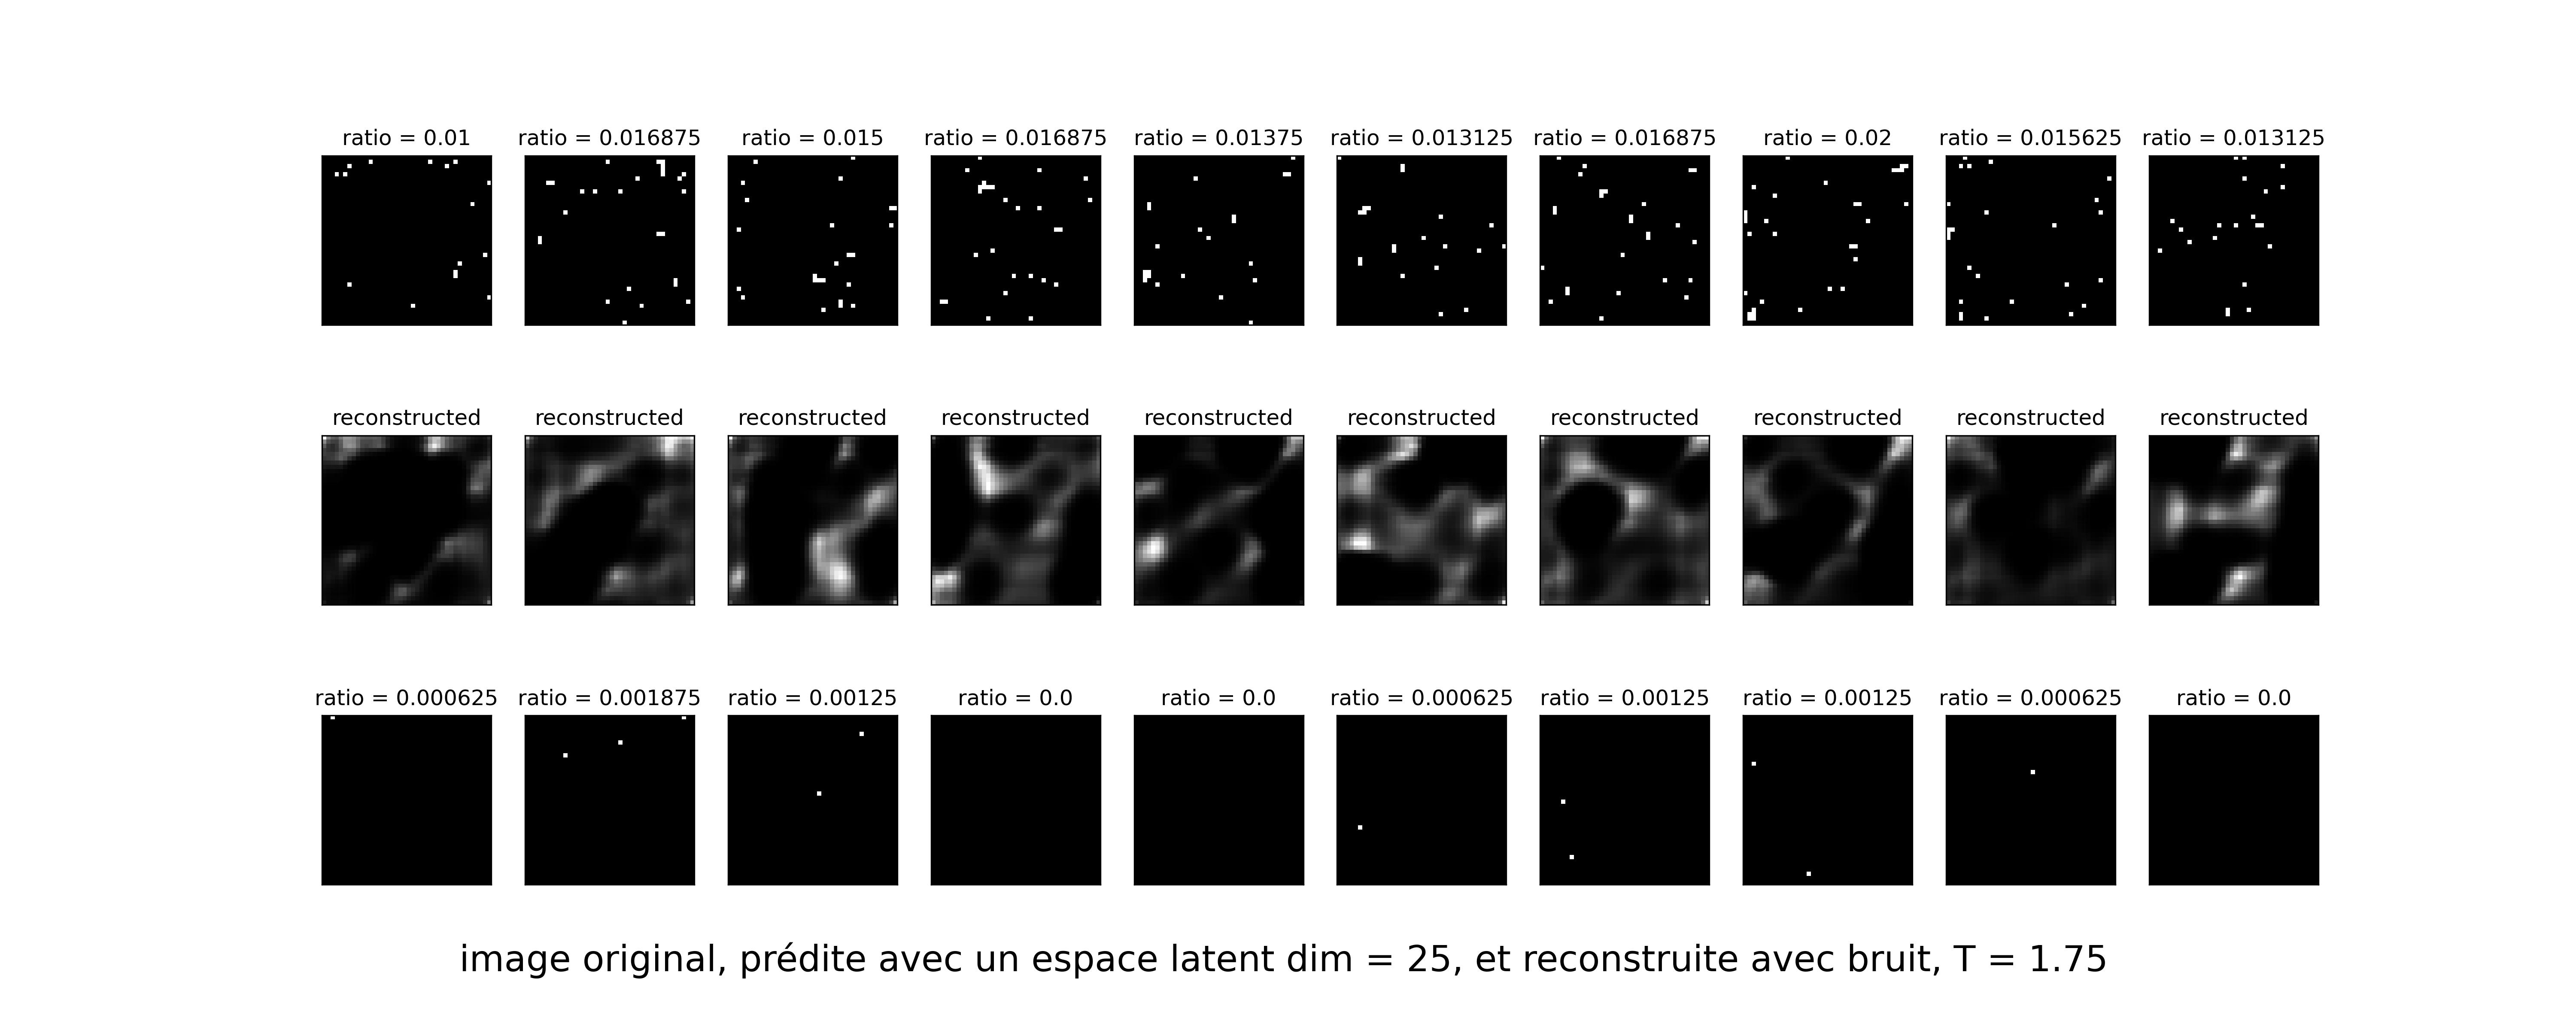 ratio = 0.01 ratio = 0.016875 ratio = 0.015 ratio = 0.016875 ratio = 0.01375 ratio = 0.013125 ratio = 0.016875 ratio = 0.02 ratio = 0.015625 ratio = 0.013125
reconstructed reconstructed reconstructed reconstructed reconstructed reconstructed reconstructed reconstructed reconstructed reconstructed
ratio = 0.000625 ratio = 0.001875 ratio = 0.00125 ratio = 0.0 ratio = 0.0 ratio = 0.000625 ratio = 0.00125 ratio = 0.00125 ratio = 0.000625 ratio = 0.0
image original, prédite avec un espace latent dim = 25, et reconstruite avec bruit, T = 1.75